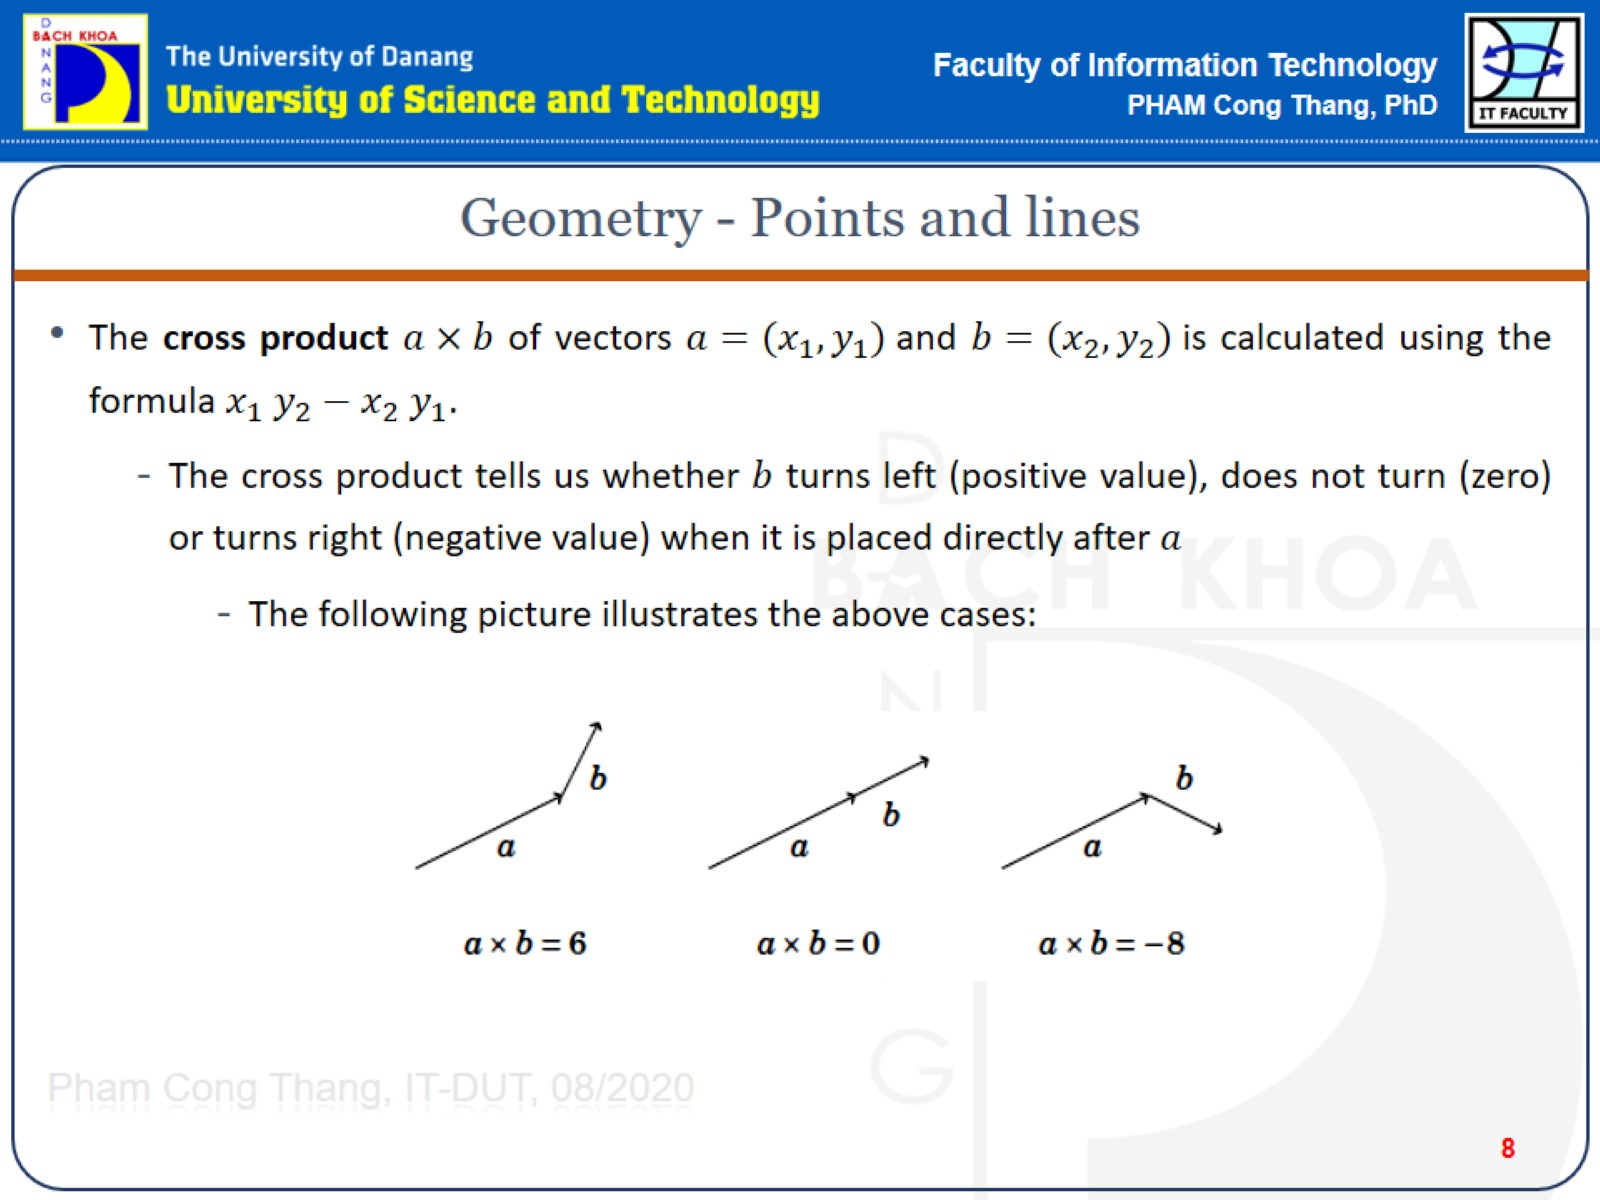 D
BACH KHOA
N
A
N
G
The University of Danang
University of Science and Technology
Faculty of Information Technology
PHAM Cong Thang, PhD
IT FACULTY
Geometry - Points and lines
• The cross product a × b of vectors a = (x₁, y₁) and b = (x₂, y₂) is calculated using the
formula x₁ y₂ − x₂ y₁.
- The cross product tells us whether b turns left (positive value), does not turn (zero)
or turns right (negative value) when it is placed directly after a
- The following picture illustrates the above cases:
D
BACH KHOA
N
G
b
a
b
a
b
a
a × b = 6
a × b = 0
a × b = −8
Pham Cong Thang, IT-DUT, 08/2020
8